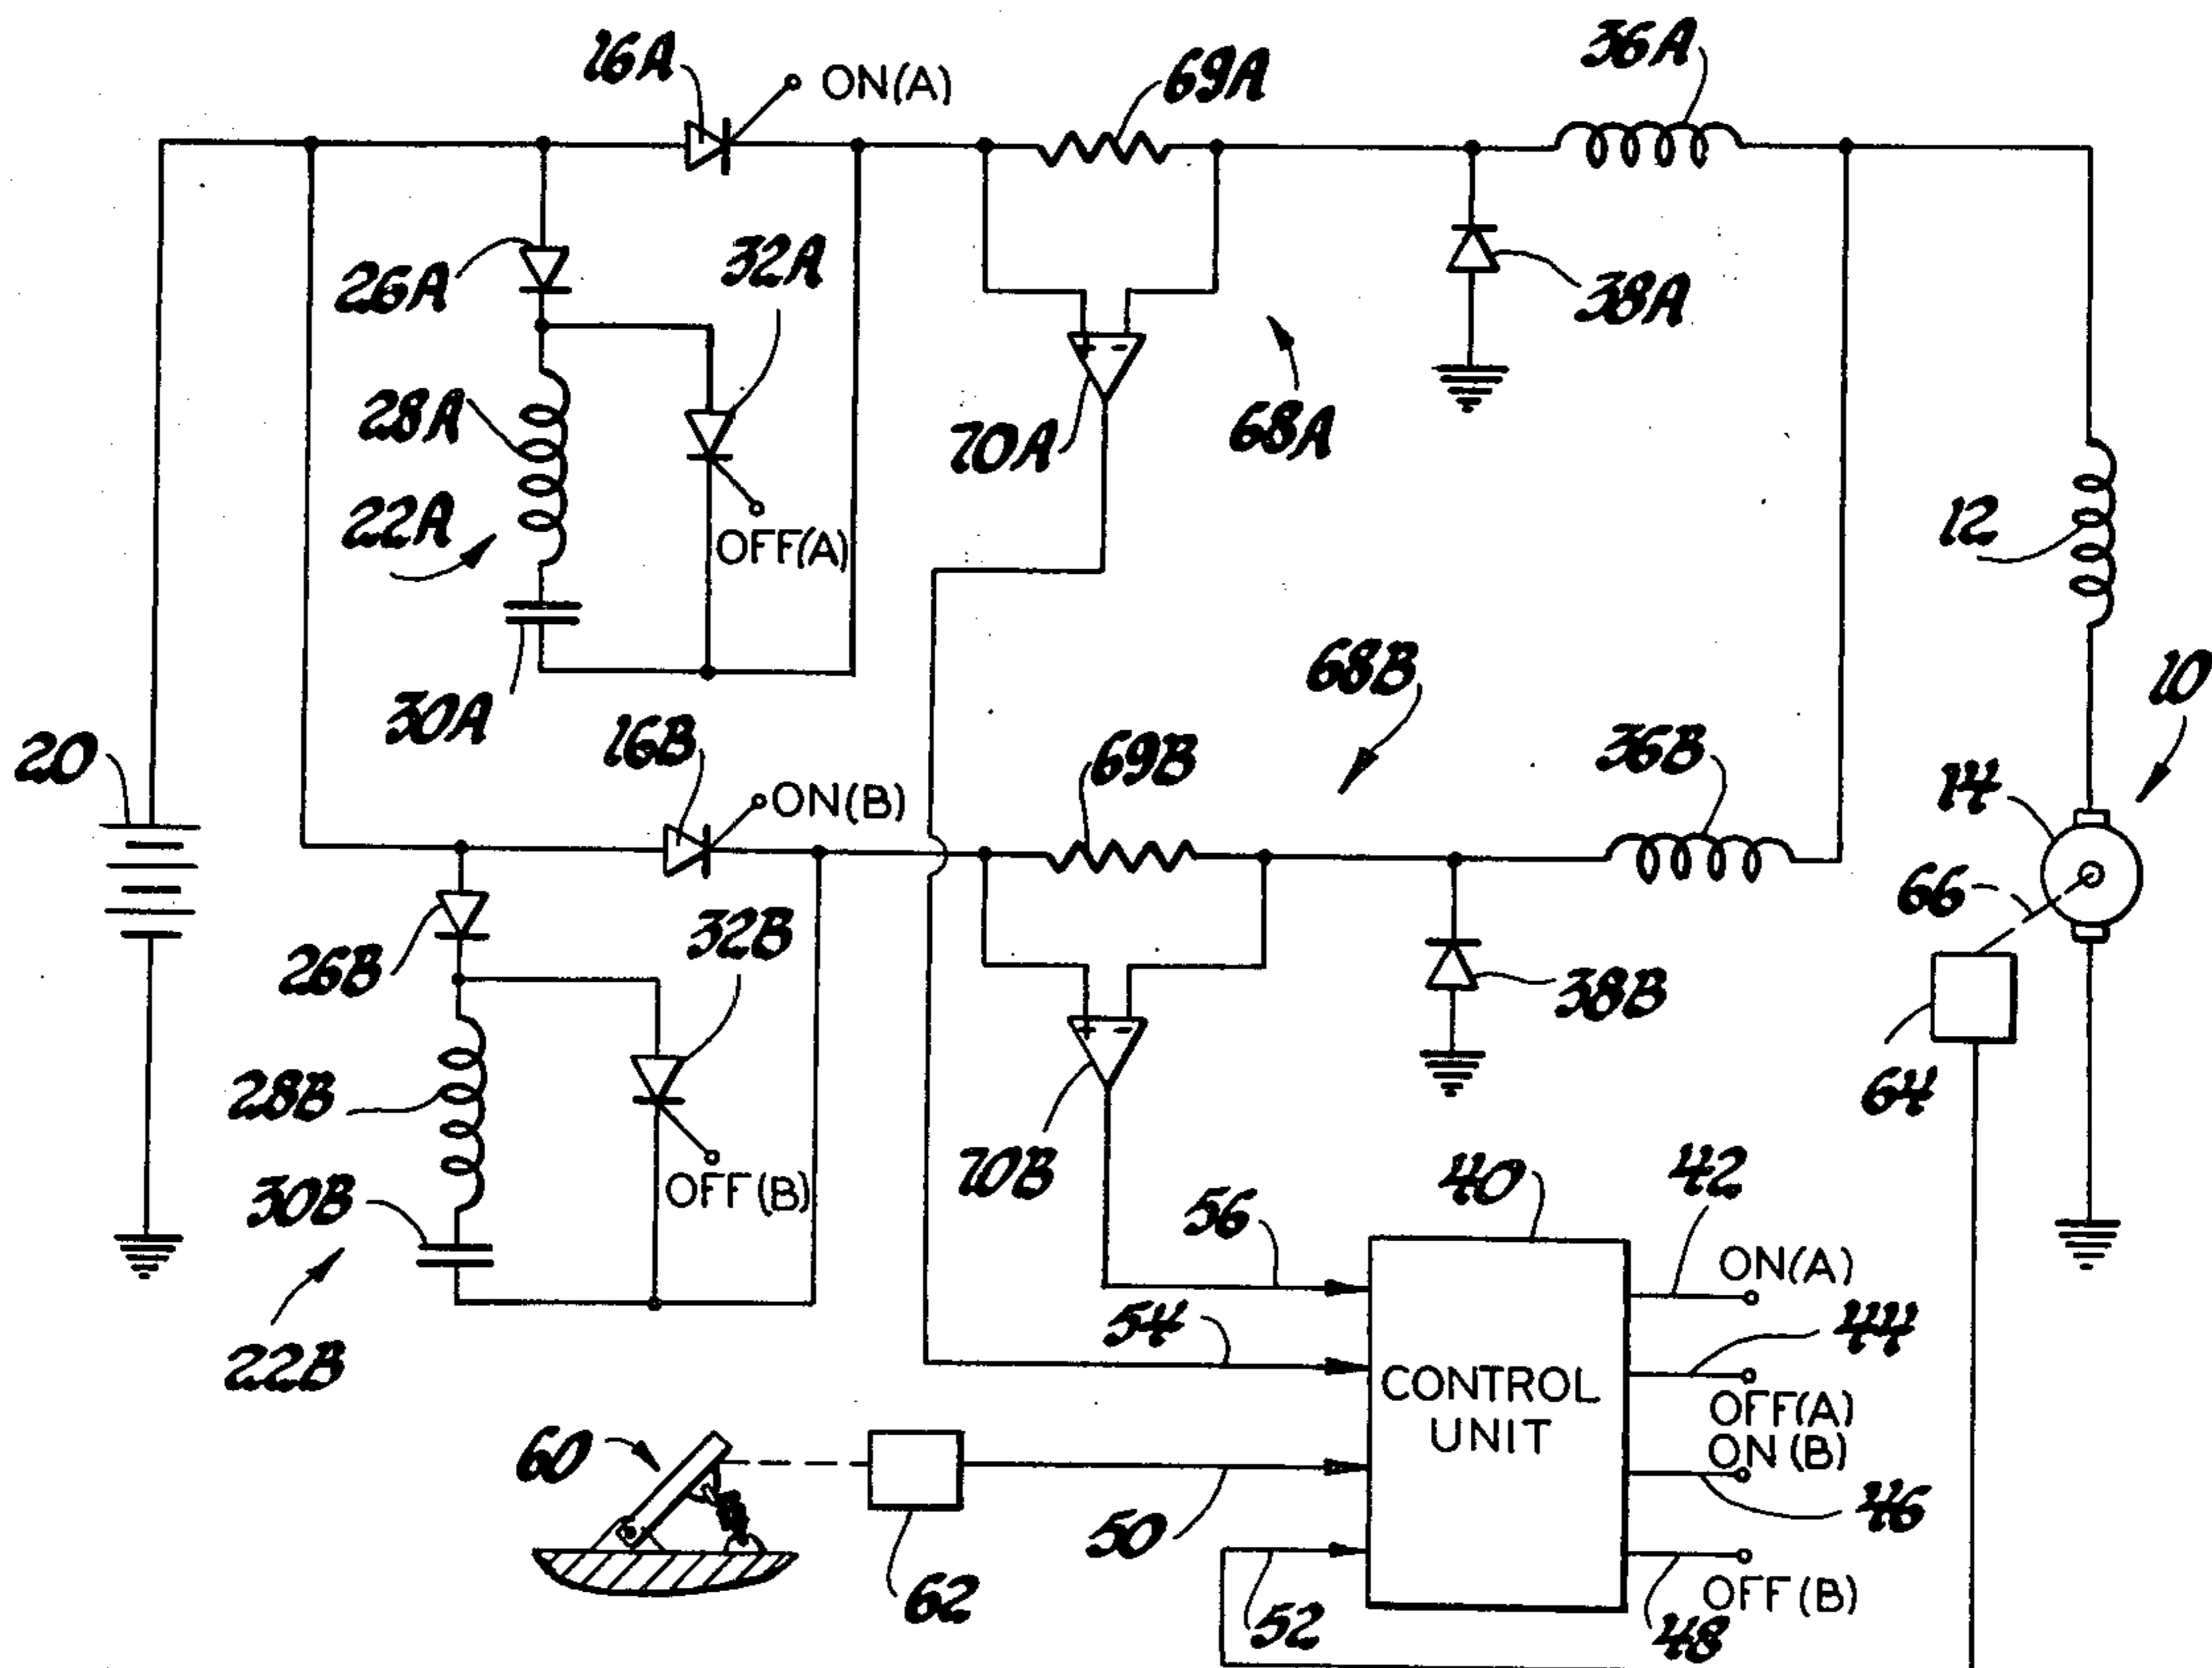 36A
16A
ON(A)
69A
26A
32A
38A
28A
70A
68A
22A
12
OFF(A)
30A
68B
10
16B
36B
20
69B
14
ON(B)
66
26B
32B
38B
28B
64
70B
40
42
30B
OFF(B)
56
ON(A)
54
44
22B
CONTROL
UNIT
OFF(A)
ON(B)
60
46
50
62
52
OFF(B)
48